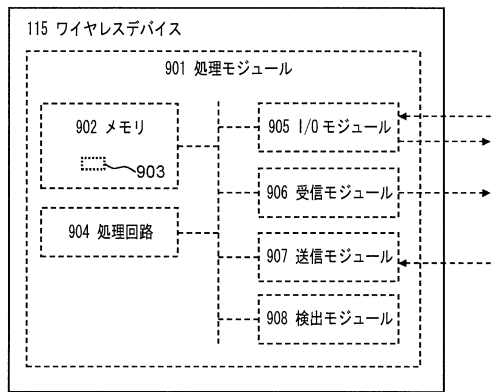 115 ワイヤレスデバイス
901 処理モジュール
902 メモリ
903
904 処理回路
905 I/O モジュール
906 受信モジュール
907 送信モジュール
908 検出モジュール